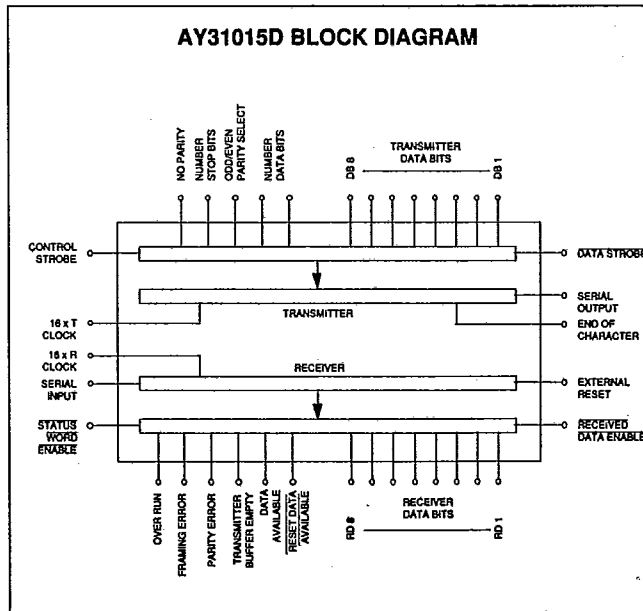 AY31015D BLOCK DIAGRAM
NO PARITY
NUMBER
STOP BITS
ODD/EVEN
PARITY SELECT
NUMBER
DATA BITS
DB 8
TRANSMITTER
DATA BITS
DB 1
CONTROL
STROBE
DATA STROBE
SERIAL
OUTPUT
TRANSMITTER
16 x T
CLOCK
END OF
CHARACTER
16 x R
CLOCK
RECEIVER
SERIAL
INPUT
EXTERNAL
RESET
STATUS
WORD
ENABLE
RECEIVED
DATA ENABLE
OVER RUN
FRAMING ERROR
PARITY ERROR
TRANSMITTER
BUFFER EMPTY
DATA
AVAILABLE
RESET DATA
AVAILABLE
RD 8
RECEIVER
DATA BITS
RD 1